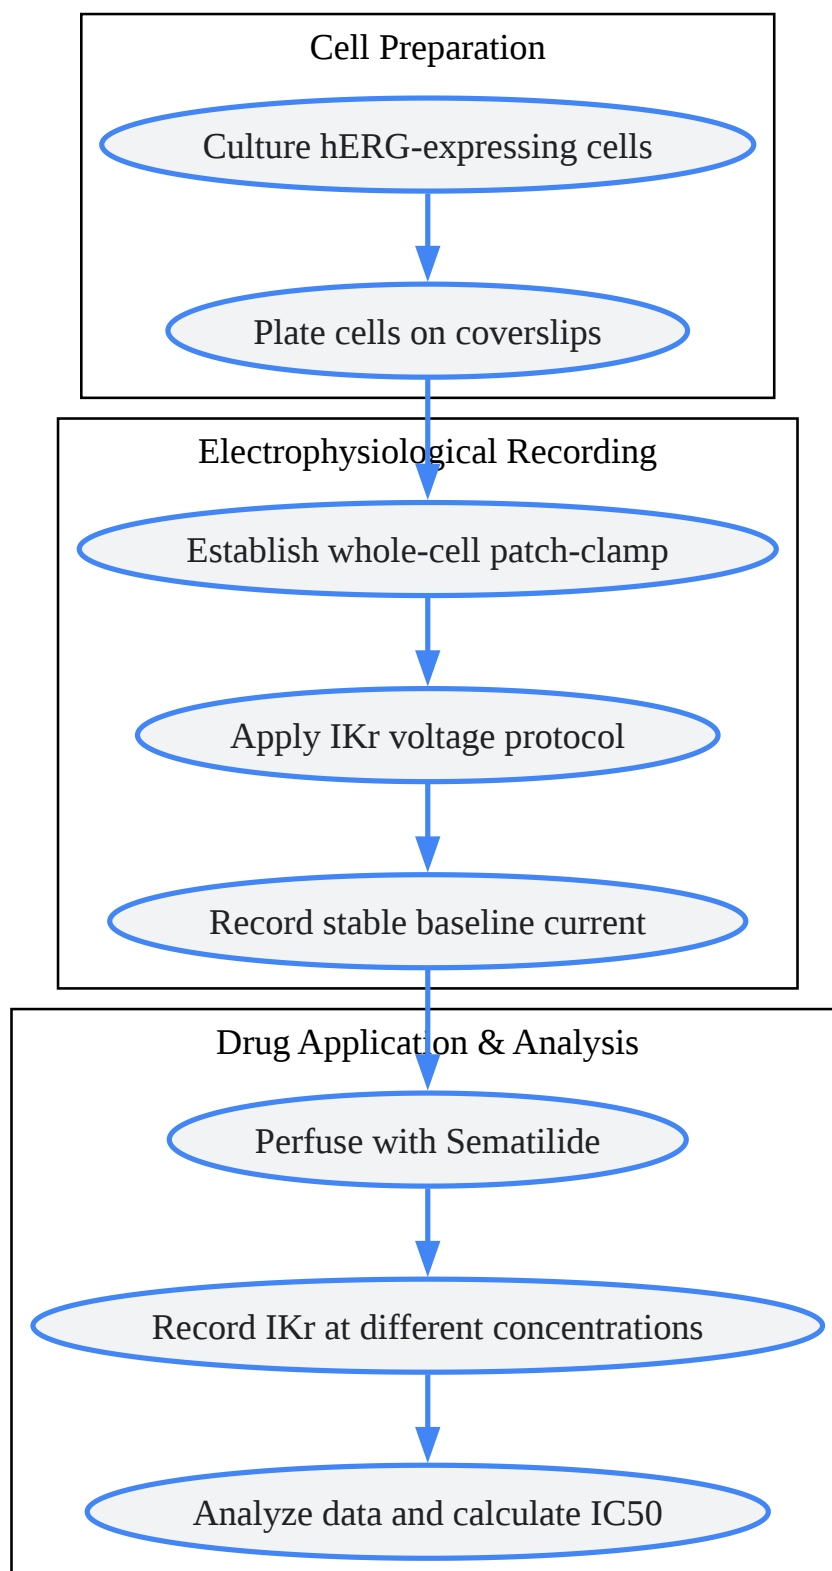 Cell Preparation
Culture hERG-expressing cells
Plate cells on coverslips
Electrophysiological Recording
Establish whole-cell patch-clamp
Apply IKr voltage protocol
Record stable baseline current
Drug Application & Analysis
Perfuse with Sematilide
Record IKr at different concentrations
Analyze data and calculate IC50